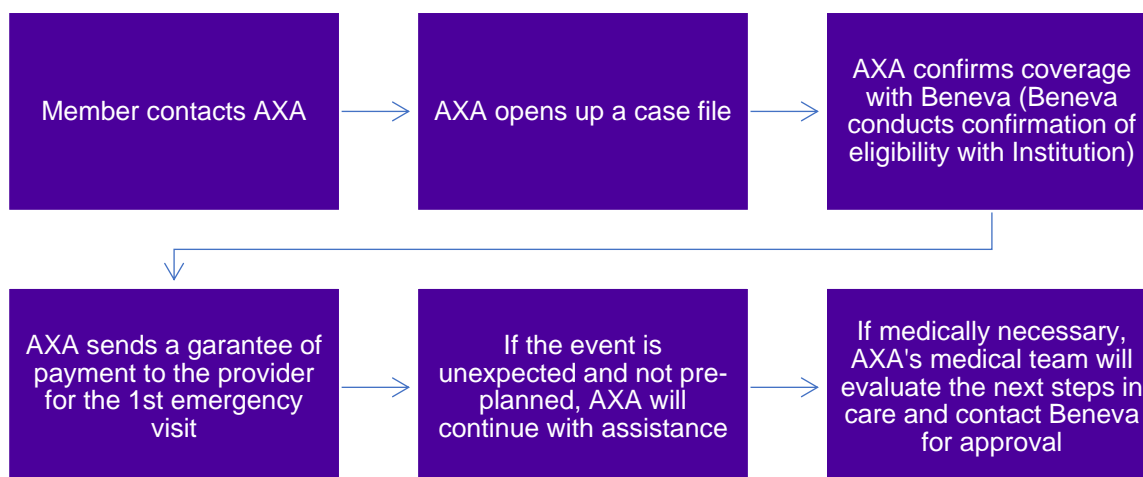 Member contacts AXA
AXA opens up a case file
AXA confirms coverage
with Beneva (Beneva
conducts confirmation of
eligibility with Institution)
AXA sends a garantee of
payment to the provider
for the 1st emergency
visit
If the event is
unexpected and not pre-
planned, AXA will
continue with assistance
If medically necessary,
AXA's medical team will
evaluate the next steps in
care and contact Beneva
for approval